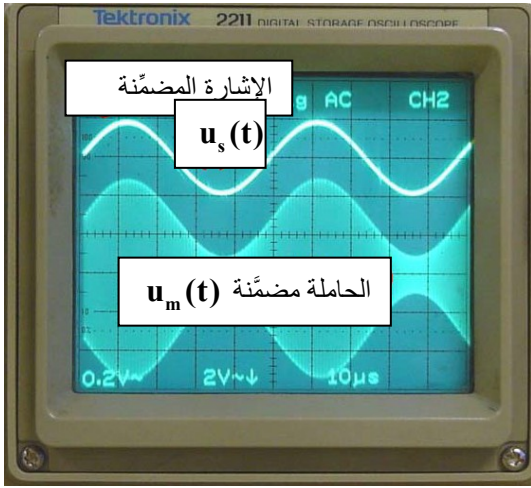 Tektronix 2211 DIGITAL STORAGE OSCILLOSCOPE
الإشارة المضمِّنة
g AC CH2
u_s(t)
الحاملة مضمَّنة u_m(t)
0.2V~ 2V~↓ 10µs